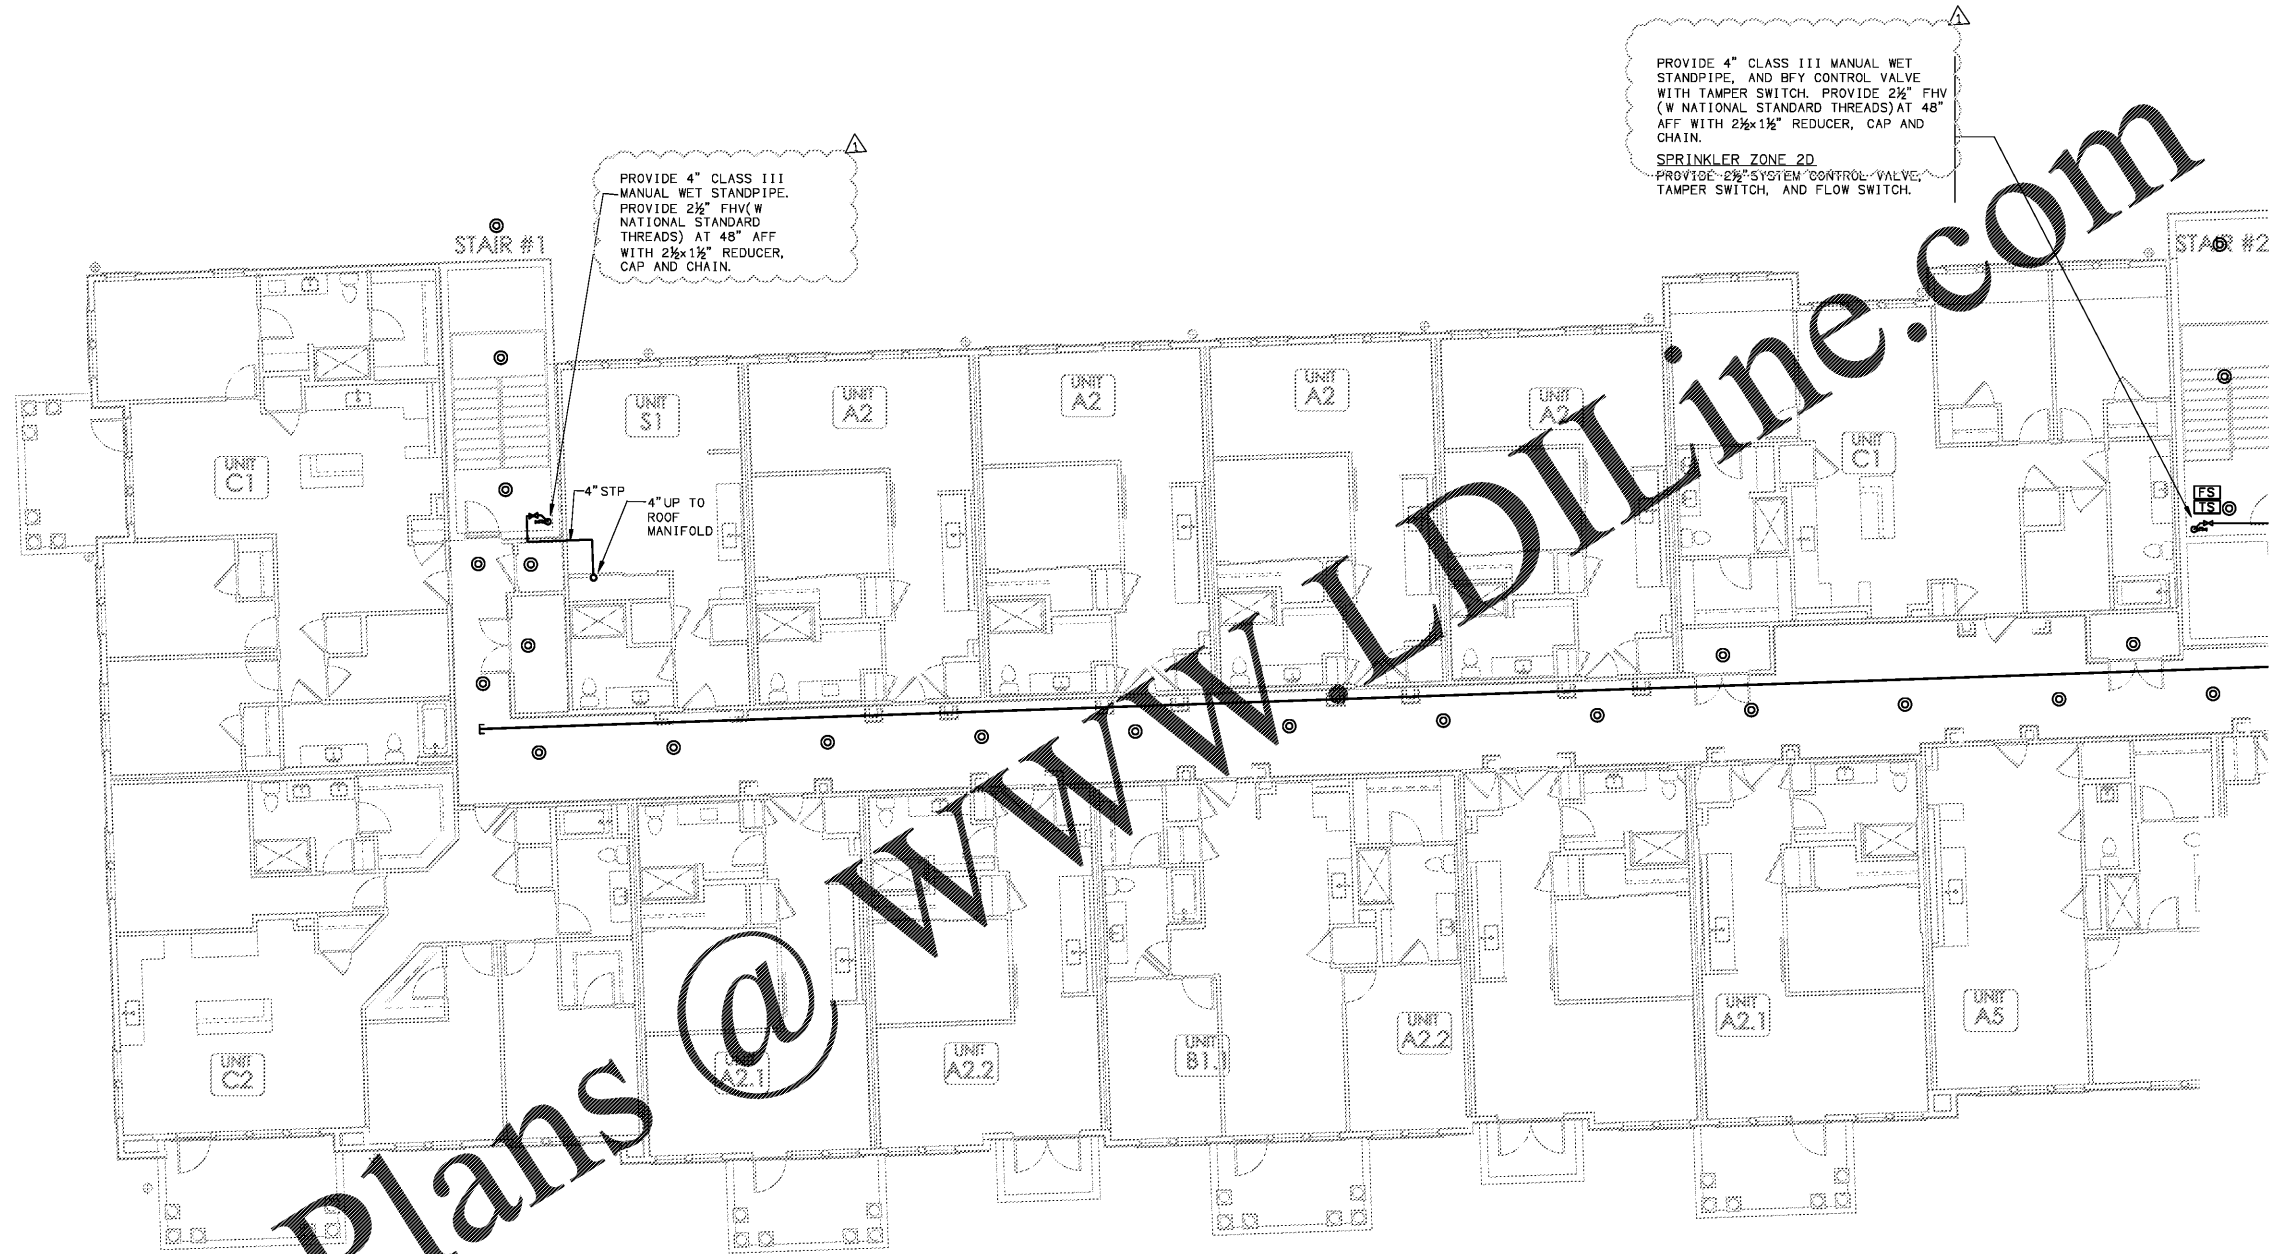 1
PROVIDE 4" CLASS III MANUAL WET
STANDPIPE, AND BFY CONTROL VALVE
WITH TAMPER SWITCH. PROVIDE 2½" FHV
(W NATIONAL STANDARD THREADS) AT 48"
AFF WITH 2½x1½" REDUCER, CAP AND
CHAIN.
SPRINKLER ZONE 2D
PROVIDE 2½" SYSTEM CONTROL VALVE,
TAMPER SWITCH, AND FLOW SWITCH.
1
PROVIDE 4" CLASS III
MANUAL WET STANDPIPE.
PROVIDE 2½" FHV(W
NATIONAL STANDARD
THREADS) AT 48" AFF
WITH 2½x1½" REDUCER,
CAP AND CHAIN.
STAIR #1
STAIR #2
UNIT
S1
UNIT
A2
UNIT
A2
UNIT
A2
UNIT
A2
UNIT
C1
UNIT
C1
4" STP
4" UP TO
ROOF
MANIFOLD
FS
TS
UNIT
C2
UNIT
A2.1
UNIT
A2.2
UNIT
B1.1
UNIT
A2.2
UNIT
A2.1
UNIT
A5
Plans @ www.LDILine.com